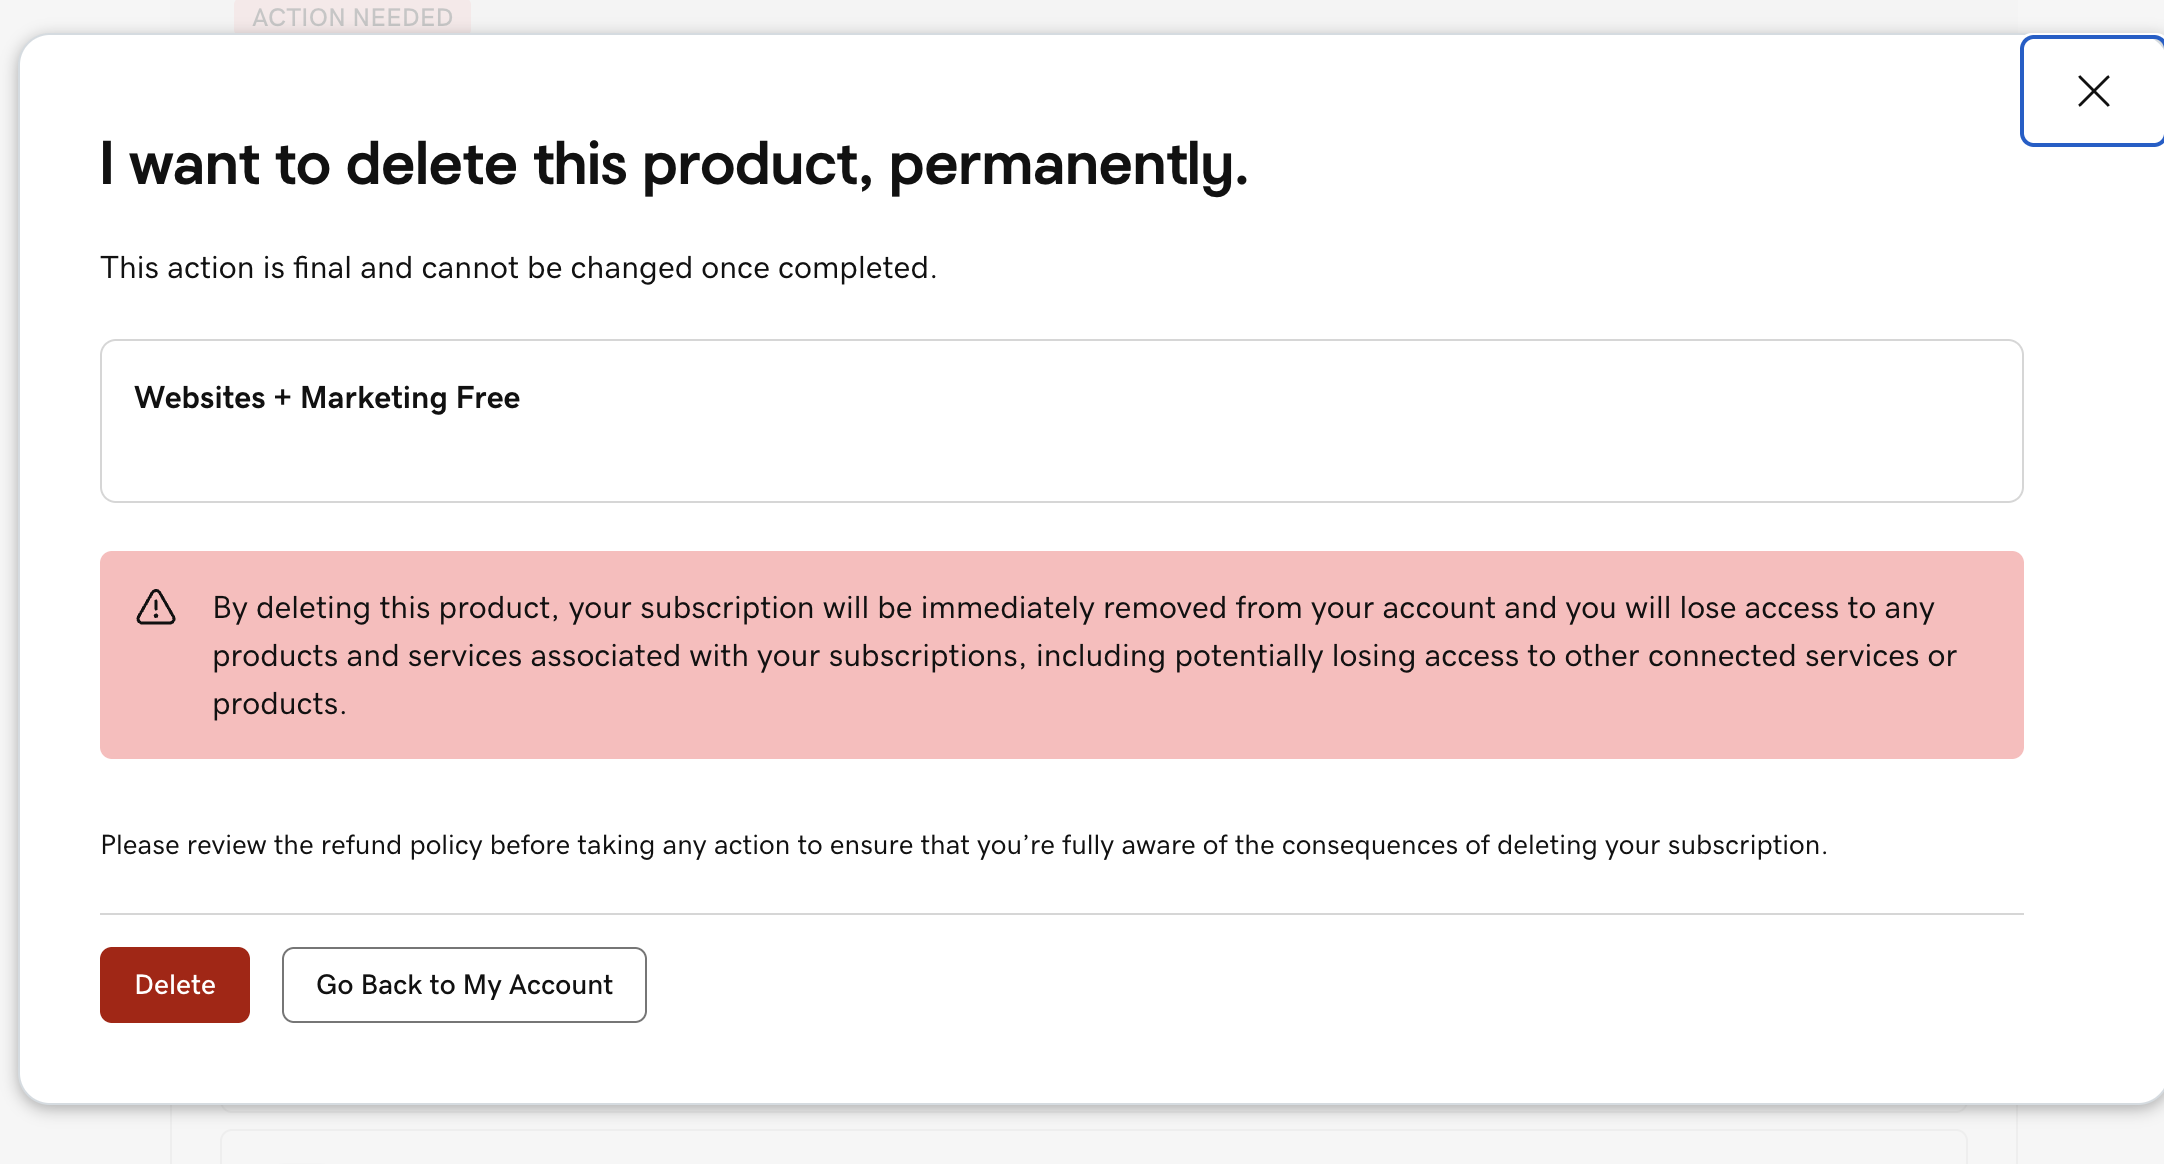 ACTION NEEDED
I want to delete this product, permanently.
This action is final and cannot be changed once completed.
Websites + Marketing Free
By deleting this product, your subscription will be immediately removed from your account and you will lose access to any
products and services associated with your subscriptions, including potentially losing access to other connected services or
products.
Please review the refund policy before taking any action to ensure that you’re fully aware of the consequences of deleting your subscription.
Delete
Go Back to My Account